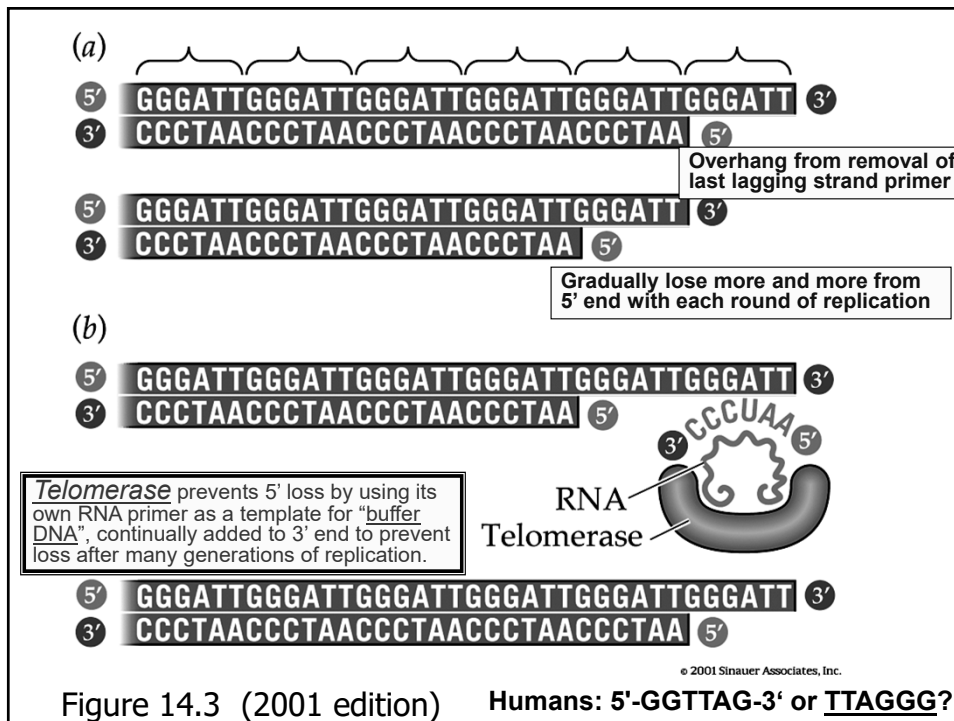 (a)
5′ GGGATTGGGATTGGGATTGGGATTGGGATTGGGATT 3′
3′ CCCTAACCCTAACCCTAACCCTAACCCTAA 5′
Overhang from removal of
last lagging strand primer
5′ GGGATTGGGATTGGGATTGGGATTGGGATT 3′
3′ CCCTAACCCTAACCCTAACCCTAA 5′
Gradually lose more and more from
5’ end with each round of replication
(b)
5′ GGGATTGGGATTGGGATTGGGATTGGGATTGGGATT 3′
3′ CCCTAACCCTAACCCTAACCCTAA 5′
3′ CCCUAA 5′
RNA
Telomerase
Telomerase prevents 5’ loss by using its
own RNA primer as a template for “buffer
DNA”, continually added to 3’ end to prevent
loss after many generations of replication.
5′ GGGATTGGGATTGGGATTGGGATTGGGATTGGGATT 3′
3′ CCCTAACCCTAACCCTAACCCTAACCCTAA 5′
© 2001 Sinauer Associates, Inc.
Figure 14.3 (2001 edition)
Humans: 5'-GGTTAG-3‘ or TTAGGG?